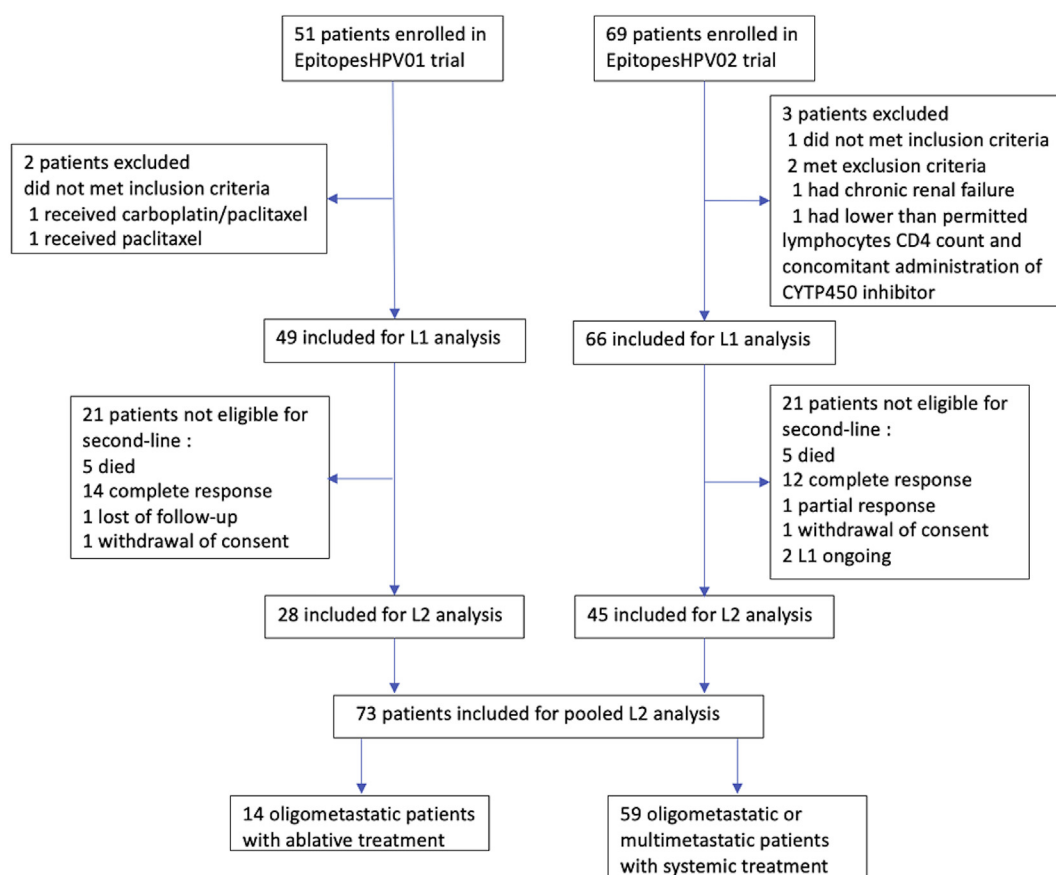 51 patients enrolled in
EpitopesHPV01 trial
69 patients enrolled in
EpitopesHPV02 trial
2 patients excluded
did not met inclusion criteria
1 received carboplatin/paclitaxel
1 received paclitaxel
3 patients excluded
1 did not met inclusion criteria
2 met exclusion criteria
1 had chronic renal failure
1 had lower than permitted
lymphocytes CD4 count and
concomitant administration of
CYTP450 inhibitor
49 included for L1 analysis
66 included for L1 analysis
21 patients not eligible for
second-line :
5 died
14 complete response
1 lost of follow-up
1 withdrawal of consent
21 patients not eligible for
second-line :
5 died
12 complete response
1 partial response
1 withdrawal of consent
2 L1 ongoing
28 included for L2 analysis
45 included for L2 analysis
73 patients included for pooled L2 analysis
14 oligometastatic patients
with ablative treatment
59 oligometastatic or
multimetastatic patients
with systemic treatment